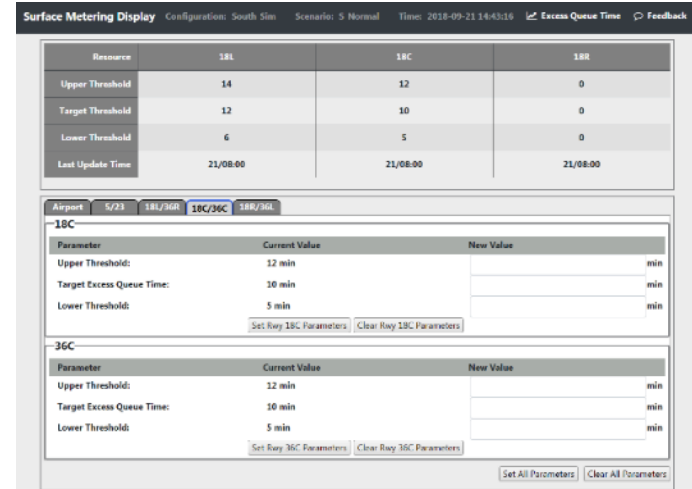 Surface Metering Display Configuration: South Sim Scenario: 5 Normal Time: 2018-09-21 14:43:16 Excess Queue Time Feedback
Resource 18L 18C 18R
Upper Threshold 14 12 0
Target Threshold 12 10 0
Lower Threshold 6 5 0
Last Update Time 21/08:00 21/08:00 21/08:00
Airport 5/23 18L/36R 18C/36C 18R/36L
18C
Parameter Current Value New Value
Upper Threshold: 12 min min
Target Excess Queue Time: 10 min min
Lower Threshold: 5 min min
Set Rwy 18C Parameters Clear Rwy 18C Parameters
36C
Parameter Current Value New Value
Upper Threshold: 12 min min
Target Excess Queue Time: 10 min min
Lower Threshold: 5 min min
Set Rwy 36C Parameters Clear Rwy 36C Parameters
Set All Parameters Clear All Parameters